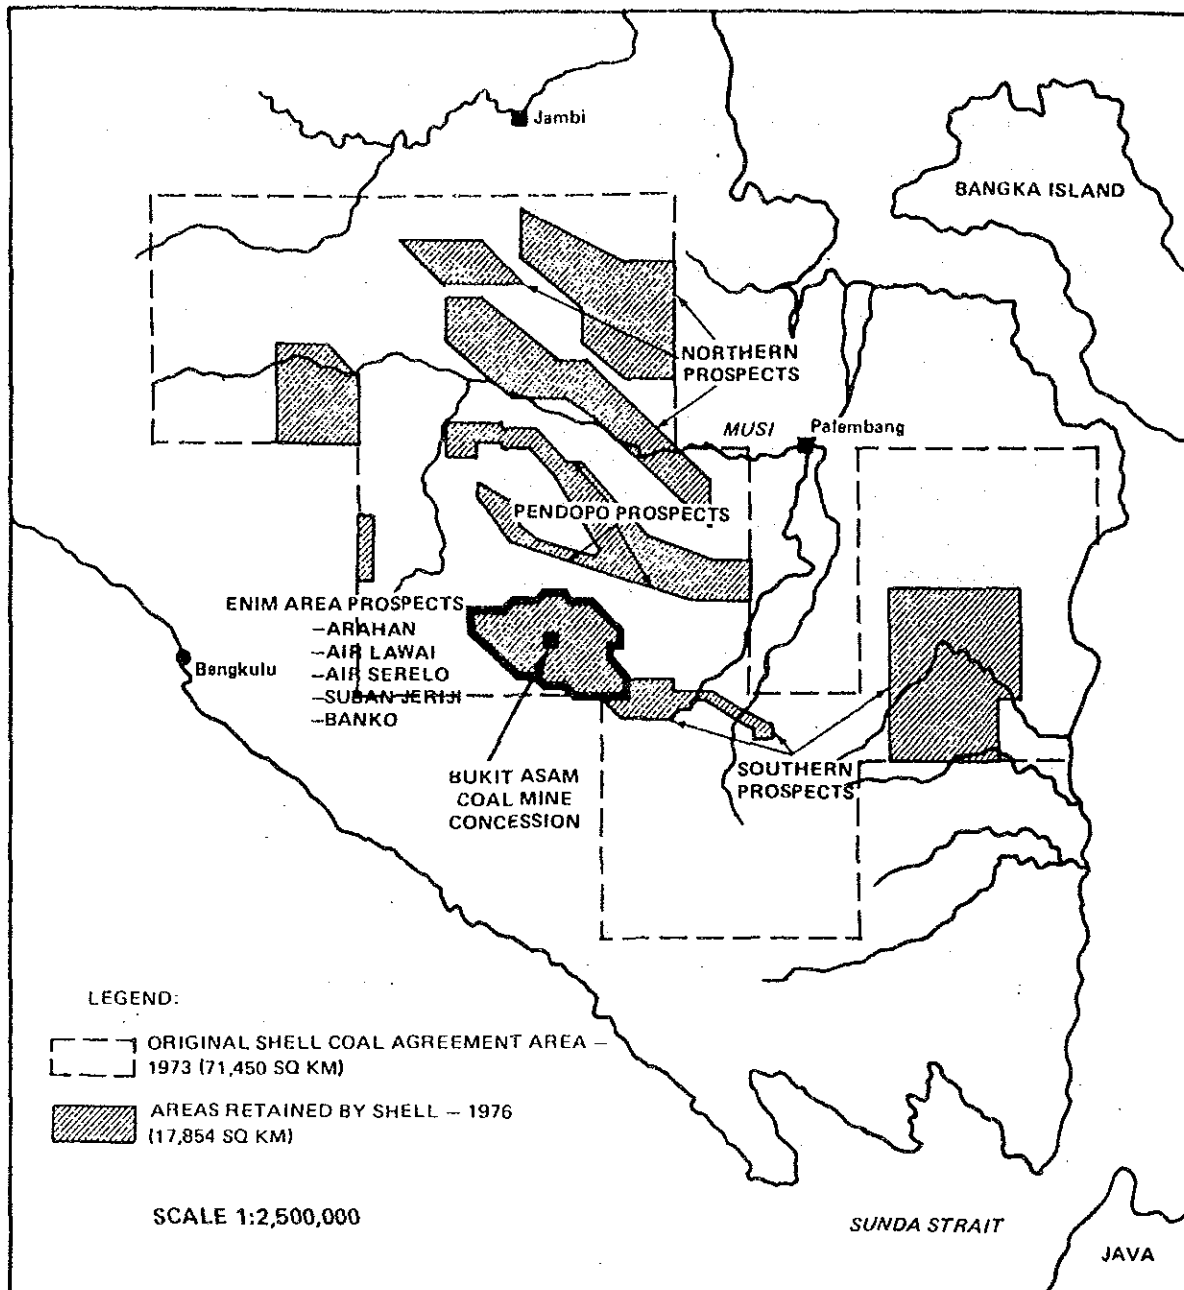 Jambi
BANGKA ISLAND
NORTHERN
PROSPECTS
MUSI
Palembang
PENDOPO PROSPECTS
ENIM AREA PROSPECTS
–ARAHAN
–AIR LAWAI
–AIR SERELO
–SUBAN JERIJI
–BANKO
Bangkulu
BUKIT ASAM
COAL MINE
CONCESSION
SOUTHERN
PROSPECTS
LEGEND:
ORIGINAL SHELL COAL AGREEMENT AREA –
1973 (71,450 SQ KM)
AREAS RETAINED BY SHELL – 1976
(17,854 SQ KM)
SCALE 1:2,500,000
SUNDA STRAIT
JAVA